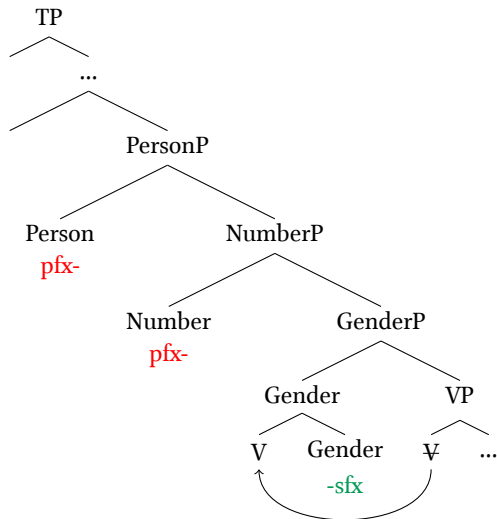 TP
...
PersonP
Person NumberP
pfx-
Number GenderP
pfx-
Gender VP
V Gender V ...
-sfx